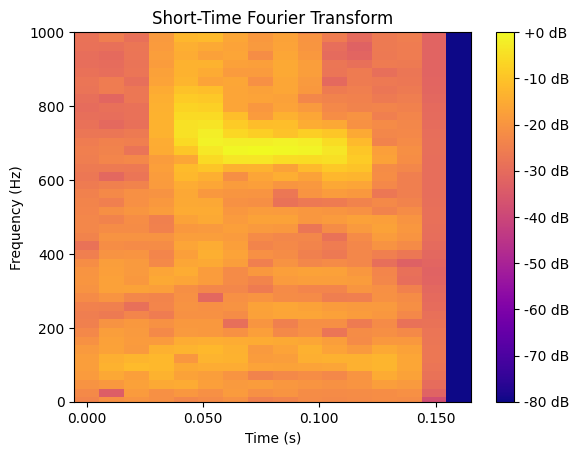 Short-Time Fourier Transform
1000
800
600
400
200
0
Frequency (Hz)
0.000
0.050
0.100
0.150
Time (s)
+0 dB
-10 dB
-20 dB
-30 dB
-40 dB
-50 dB
-60 dB
-70 dB
-80 dB